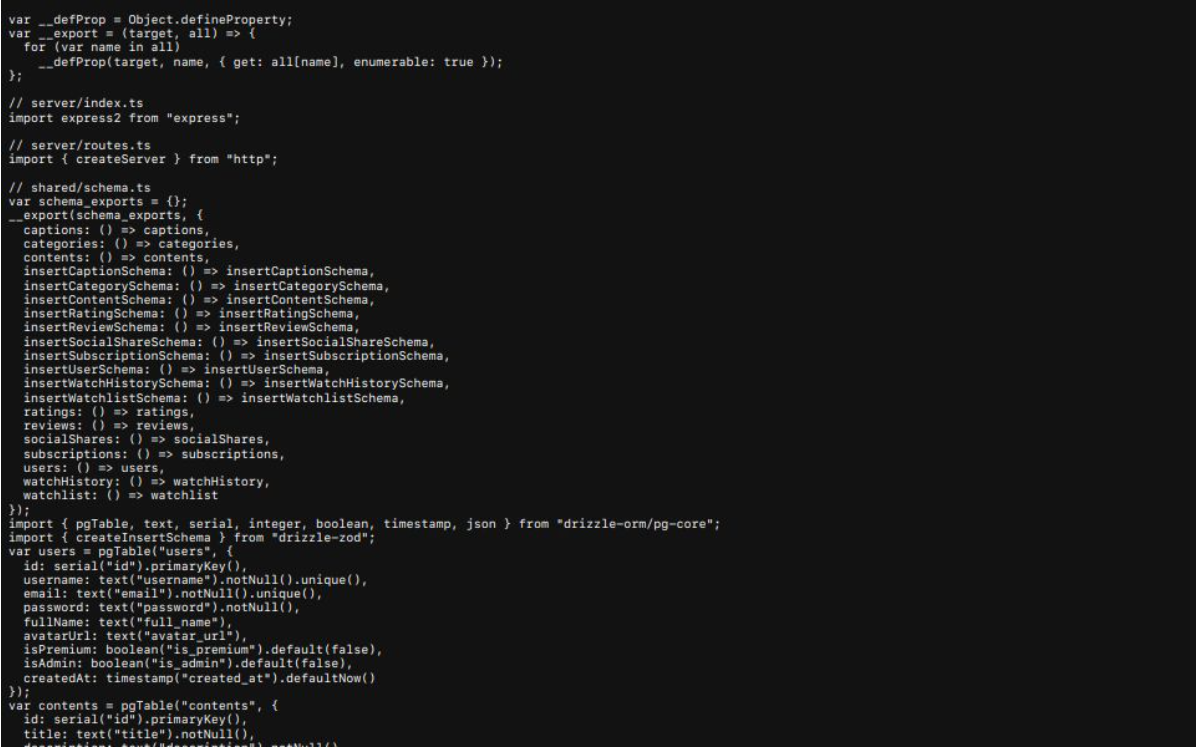 var __defProp = Object.defineProperty;
var __export = (target, all) => {
  for (var name in all)
    __defProp(target, name, { get: all[name], enumerable: true });
};

// server/index.ts
import express2 from "express";

// server/routes.ts
import { createServer } from "http";

// shared/schema.ts
var schema_exports = {};
__export(schema_exports, {
  captions: () => captions,
  categories: () => categories,
  contents: () => contents,
  insertCaptionSchema: () => insertCaptionSchema,
  insertCategorySchema: () => insertCategorySchema,
  insertContentSchema: () => insertContentSchema,
  insertRatingSchema: () => insertRatingSchema,
  insertReviewSchema: () => insertReviewSchema,
  insertSocialShareSchema: () => insertSocialShareSchema,
  insertSubscriptionSchema: () => insertSubscriptionSchema,
  insertUserSchema: () => insertUserSchema,
  insertWatchHistorySchema: () => insertWatchHistorySchema,
  insertWatchlistSchema: () => insertWatchlistSchema,
  ratings: () => ratings,
  reviews: () => reviews,
  socialShares: () => socialShares,
  subscriptions: () => subscriptions,
  users: () => users,
  watchHistory: () => watchHistory,
  watchlist: () => watchlist
});
import { pgTable, text, serial, integer, boolean, timestamp, json } from "drizzle-orm/pg-core";
import { createInsertSchema } from "drizzle-zod";
var users = pgTable("users", {
  id: serial("id").primaryKey(),
  username: text("username").notNull().unique(),
  email: text("email").notNull().unique(),
  password: text("password").notNull(),
  fullName: text("full_name"),
  avatarUrl: text("avatar_url"),
  isPremium: boolean("is_premium").default(false),
  isAdmin: boolean("is_admin").default(false),
  createdAt: timestamp("created_at").defaultNow()
});
var contents = pgTable("contents", {
  id: serial("id").primaryKey(),
  title: text("title").notNull(),
  description: text("description").notNull()